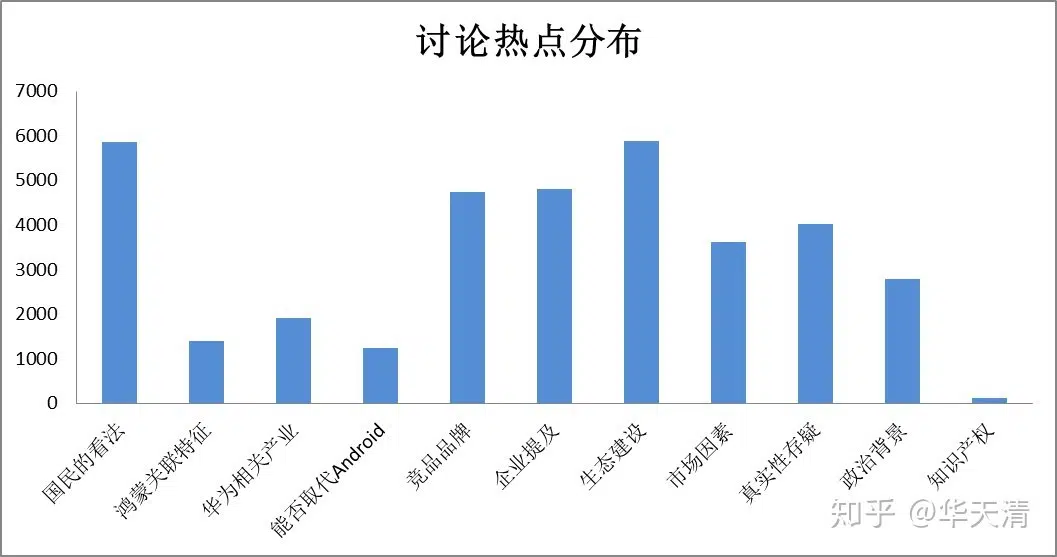 讨论热点分布
7000
6000
5000
4000
3000
2000
1000
0
国民的看法
鸿蒙关联特征
华为相关产业
能否取代Android
竞品品牌
企业提及
生态建设
市场因素
真实性存疑
政治背景
知识产权
知乎 @华天清